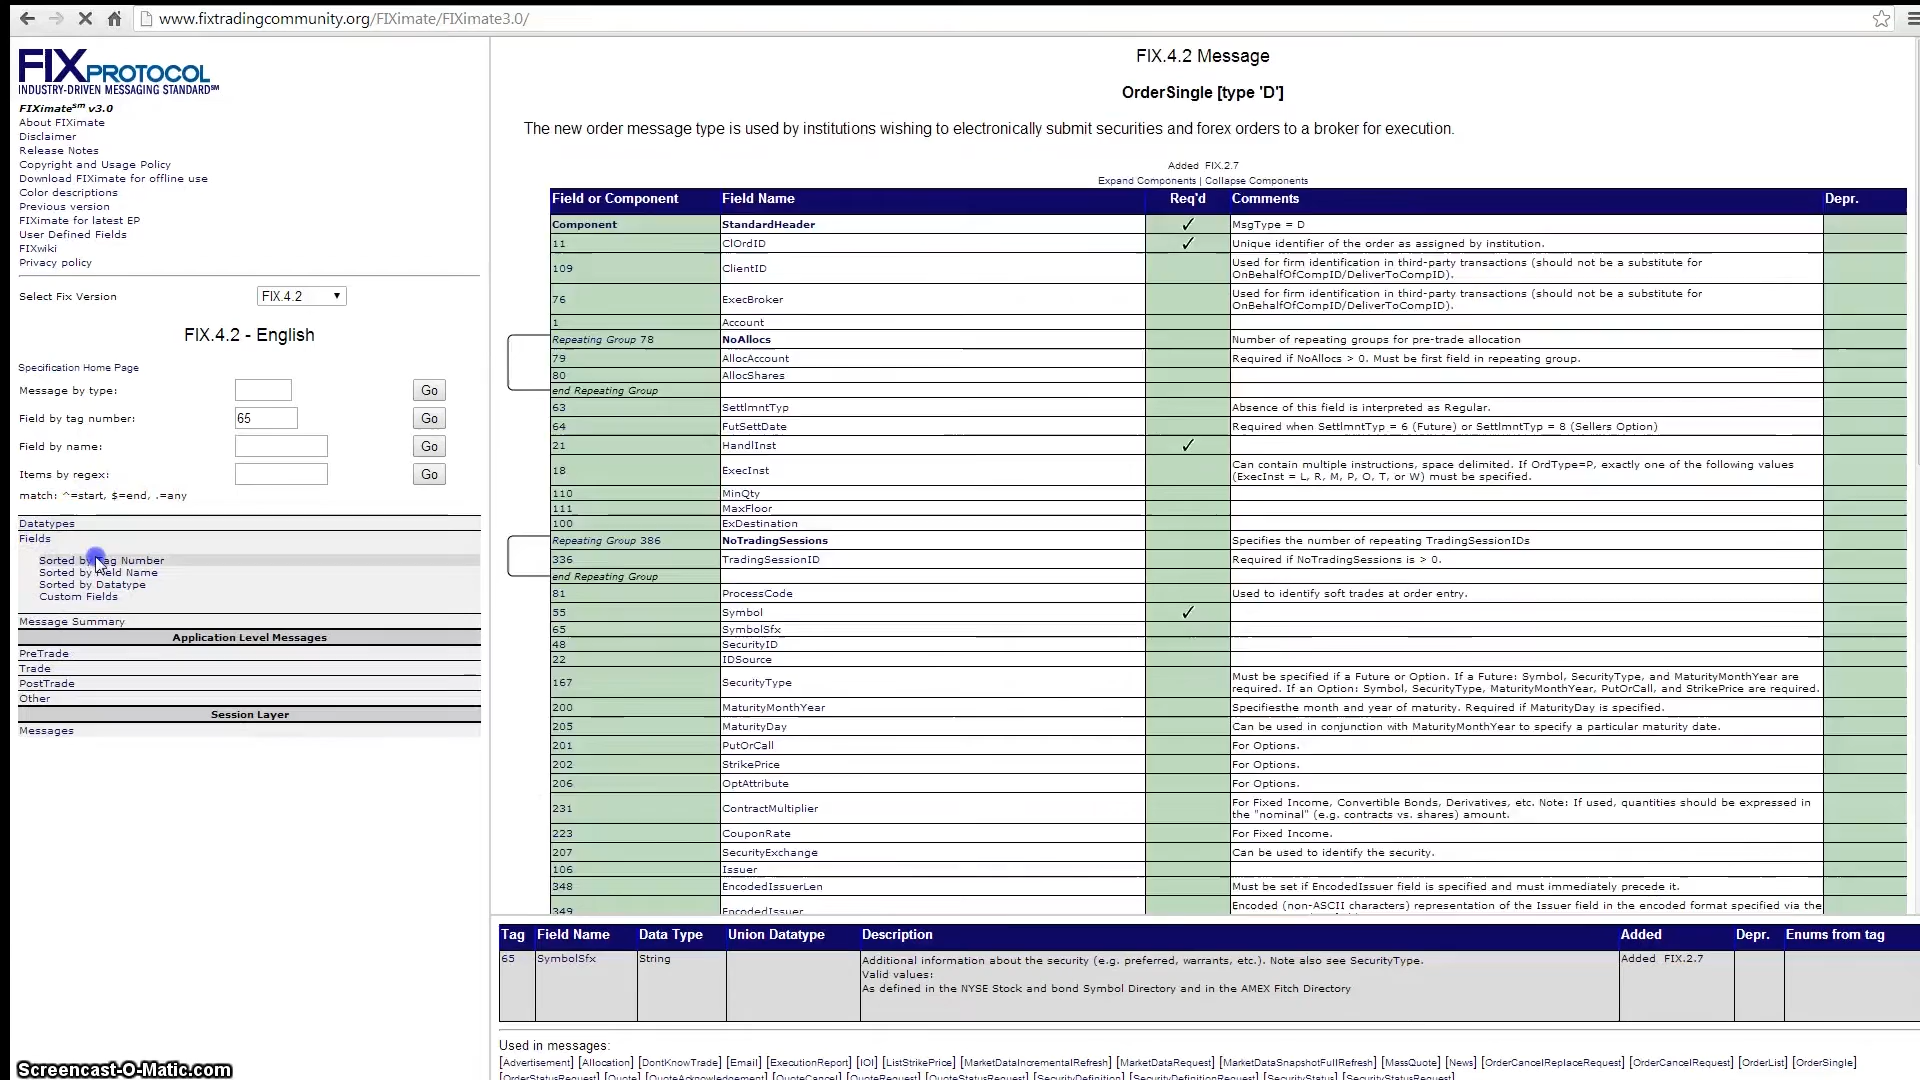 www.fixtradingcommunity.org/FIXimate/FIXimate3.0/
FIXPROTOCOL
INDUSTRY-DRIVEN MESSAGING STANDARD℠
FIXimate℠ v3.0
About FIXimate
Disclaimer
Release Notes
Copyright and Usage Policy
Download FIXimate for offline use
Color descriptions
Previous version
FIXimate for latest EP
User Defined Fields
FIXwiki
Privacy policy
Select Fix Version FIX.4.2
FIX.4.2 - English
Specification Home Page
Message by type: Go
Field by tag number: 65 Go
Field by name: Go
Items by regex: Go
match: ^=start, $=end, .=any
Datatypes
Fields
Sorted by Tag Number
Sorted by Field Name
Sorted by Datatype
Custom Fields
Message Summary
Application Level Messages
PreTrade
Trade
PostTrade
Other
Session Layer
Messages
FIX.4.2 Message
OrderSingle [type 'D']
The new order message type is used by institutions wishing to electronically submit securities and forex orders to a broker for execution.
Added FIX.2.7
Expand Components | Collapse Components
Field or Component Field Name Req'd Comments Depr.
Component StandardHeader ✓ MsgType = D
11 ClOrdID ✓ Unique identifier of the order as assigned by institution.
109 ClientID Used for firm identification in third-party transactions (should not be a substitute for
OnBehalfOfCompID/DeliverToCompID).
76 ExecBroker Used for firm identification in third-party transactions (should not be a substitute for
OnBehalfOfCompID/DeliverToCompID).
1 Account
Repeating Group 78 NoAllocs Number of repeating groups for pre-trade allocation
79 AllocAccount Required if NoAllocs > 0. Must be first field in repeating group.
80 AllocShares
end Repeating Group
63 SettlmntTyp Absence of this field is interpreted as Regular.
64 FutSettDate Required when SettlmntTyp = 6 (Future) or SettlmntTyp = 8 (Sellers Option)
21 HandlInst ✓
18 ExecInst Can contain multiple instructions, space delimited. If OrdType=P, exactly one of the following values
(ExecInst = L, R, M, P, O, T, or W) must be specified.
110 MinQty
111 MaxFloor
100 ExDestination
Repeating Group 386 NoTradingSessions Specifies the number of repeating TradingSessionIDs
336 TradingSessionID Required if NoTradingSessions is > 0.
end Repeating Group
81 ProcessCode Used to identify soft trades at order entry.
55 Symbol ✓
65 SymbolSfx
48 SecurityID
22 IDSource
167 SecurityType Must be specified if a Future or Option. If a Future: Symbol, SecurityType, and MaturityMonthYear are
required. If an Option: Symbol, SecurityType, MaturityMonthYear, PutOrCall, and StrikePrice are required.
200 MaturityMonthYear Specifiesthe month and year of maturity. Required if MaturityDay is specified.
205 MaturityDay Can be used in conjunction with MaturityMonthYear to specify a particular maturity date.
201 PutOrCall For Options.
202 StrikePrice For Options.
206 OptAttribute For Options.
231 ContractMultiplier For Fixed Income, Convertible Bonds, Derivatives, etc. Note: If used, quantities should be expressed in
the "nominal" (e.g. contracts vs. shares) amount.
223 CouponRate For Fixed Income.
207 SecurityExchange Can be used to identify the security.
106 Issuer
348 EncodedIssuerLen Must be set if EncodedIssuer field is specified and must immediately precede it.
349 EncodedIssuer Encoded (non-ASCII characters) representation of the Issuer field in the encoded format specified via the
Tag Field Name Data Type Union Datatype Description Added Depr. Enums from tag
65 SymbolSfx String Additional information about the security (e.g. preferred, warrants, etc.). Note also see SecurityType. Added FIX.2.7
Valid values:
As defined in the NYSE Stock and bond Symbol Directory and in the AMEX Fitch Directory
Used in messages:
[Advertisement] [Allocation] [DontKnowTrade] [Email] [ExecutionReport] [IOI] [ListStrikePrice] [MarketDataIncrementalRefresh] [MarketDataRequest] [MarketDataSnapshotFullRefresh] [MassQuote] [News] [OrderCancelReplaceRequest] [OrderCancelRequest] [OrderList] [OrderSingle]
[OrderStatusRequest] [Quote] [QuoteAcknowledgement] [QuoteCancel] [QuoteRequest] [QuoteStatusRequest] [SecurityDefinition] [SecurityDefinitionRequest] [SecurityStatus] [SecurityStatusRequest]
Screencast-O-Matic.com